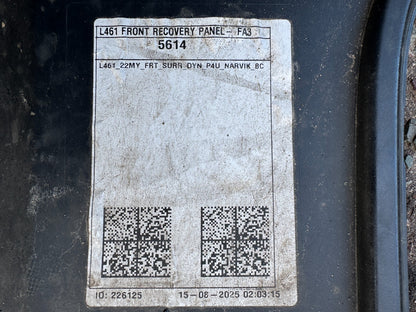 L461 FRONT RECOVERY PANEL- FA3
5614
L461_22MY_FRT_SURR_DYN_P4U_NARVIK_BC
ID: 226125 15-08-2025 02:03:15